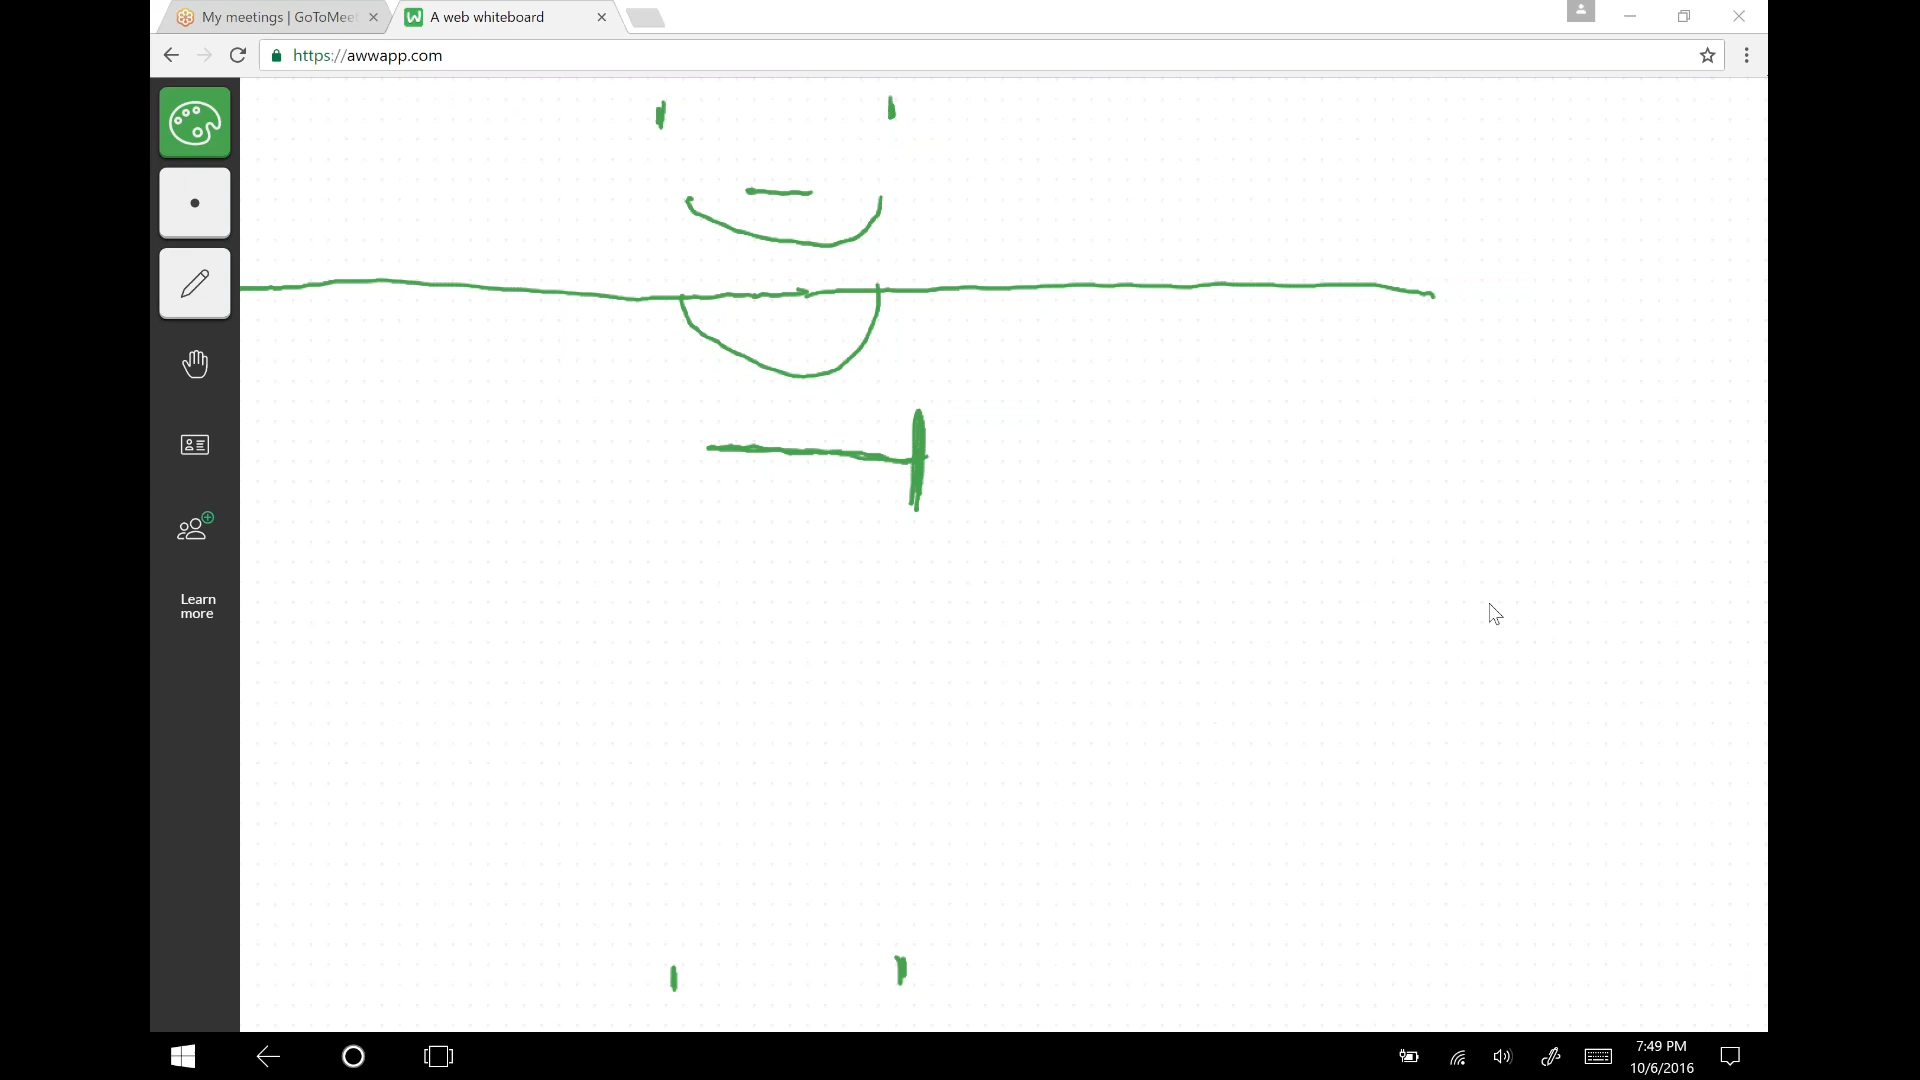 My meetings | GoToMeet
A web whiteboard
https://awwapp.com
Learn
more
7:49 PM
10/6/2016